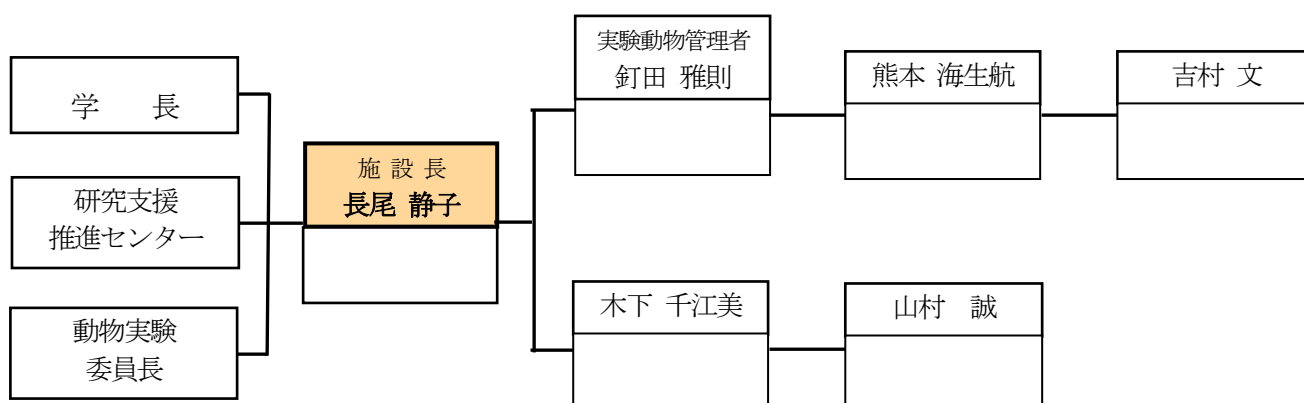 学　　長
研究支援
推進センター
動物実験
委員長
施 設 長
長尾 静子
実験動物管理者
釘田 雅則
熊本 海生航
吉村 文
木下 千江美
山村　誠